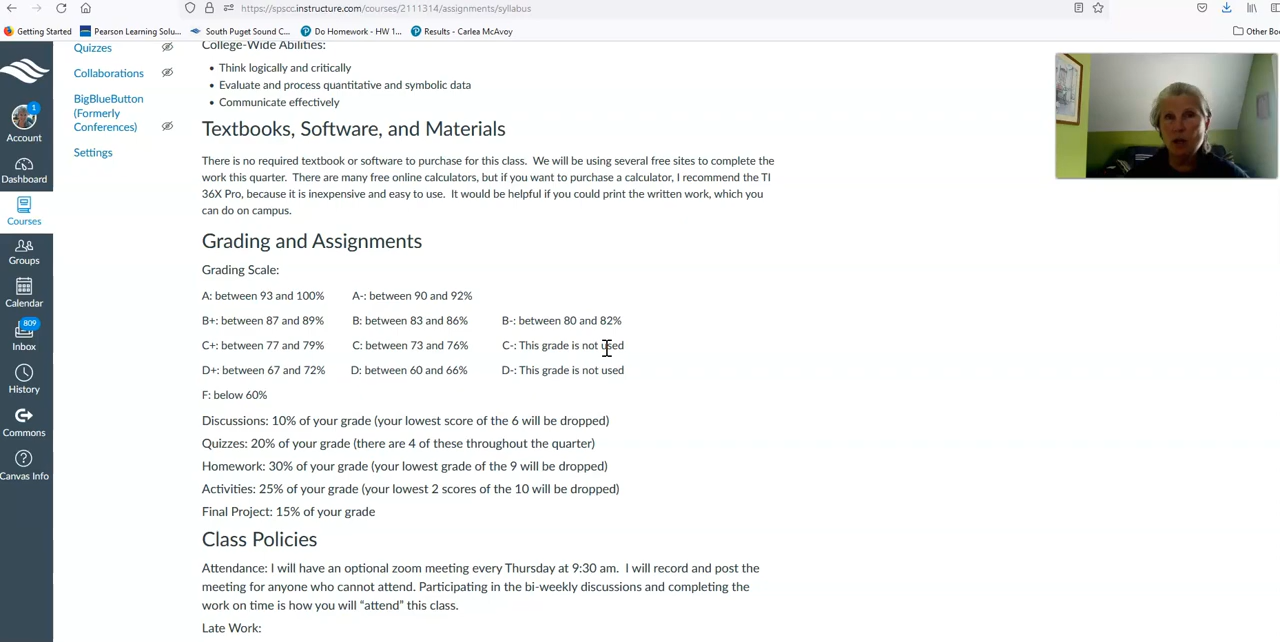 https://spscc.instructure.com/courses/2111314/assignments/syllabus
Getting Started
Pearson Learning Solu...
South Puget Sound C...
Do Homework - HW 1...
Results - Carlea McAvoy
Other Boo
Quizzes
Collaborations
BigBlueButton
(Formerly
Conferences)
Settings
1
Account
Dashboard
Courses
Groups
Calendar
809
Inbox
History
Commons
Canvas Info
College-Wide Abilities:
Think logically and critically
Evaluate and process quantitative and symbolic data
Communicate effectively
Textbooks, Software, and Materials
There is no required textbook or software to purchase for this class. We will be using several free sites to complete the
work this quarter. There are many free online calculators, but if you want to purchase a calculator, I recommend the TI
36X Pro, because it is inexpensive and easy to use. It would be helpful if you could print the written work, which you
can do on campus.
Grading and Assignments
Grading Scale:
A: between 93 and 100% A-: between 90 and 92%
B+: between 87 and 89% B: between 83 and 86% B-: between 80 and 82%
C+: between 77 and 79% C: between 73 and 76% C-: This grade is not used
D+: between 67 and 72% D: between 60 and 66% D-: This grade is not used
F: below 60%
Discussions: 10% of your grade (your lowest score of the 6 will be dropped)
Quizzes: 20% of your grade (there are 4 of these throughout the quarter)
Homework: 30% of your grade (your lowest grade of the 9 will be dropped)
Activities: 25% of your grade (your lowest 2 scores of the 10 will be dropped)
Final Project: 15% of your grade
Class Policies
Attendance: I will have an optional zoom meeting every Thursday at 9:30 am. I will record and post the
meeting for anyone who cannot attend. Participating in the bi-weekly discussions and completing the
work on time is how you will “attend” this class.
Late Work: